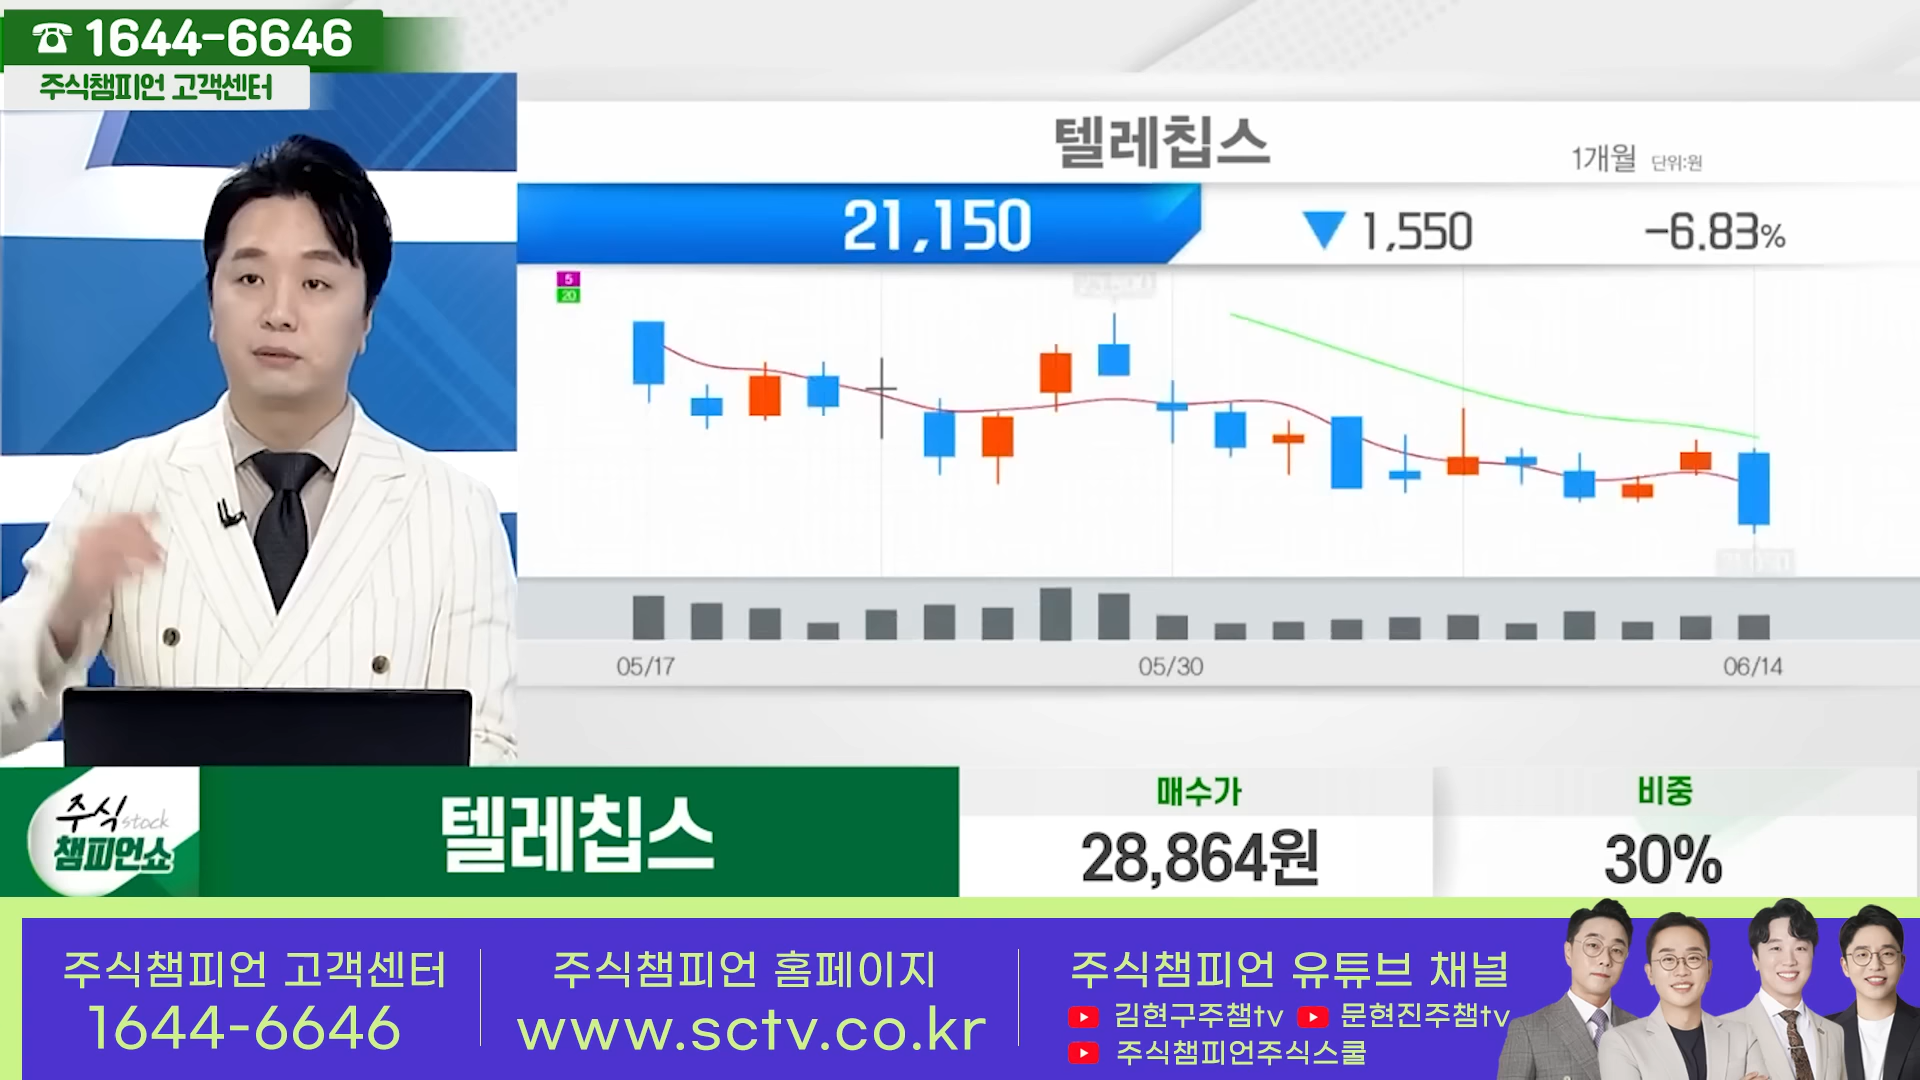 ☎ 1644-6646
주식챔피언 고객센터
텔레칩스
1개월 단위:원
21,150
▼ 1,550
-6.83%
5
20
05/17
05/30
06/14
주식 stock
챔피언쇼
텔레칩스
매수가
28,864원
비중
30%
주식챔피언 고객센터
1644-6646
주식챔피언 홈페이지
www.sctv.co.kr
주식챔피언 유튜브 채널
김현구주챔tv
문현진주챔tv
주식챔피언주식스쿨